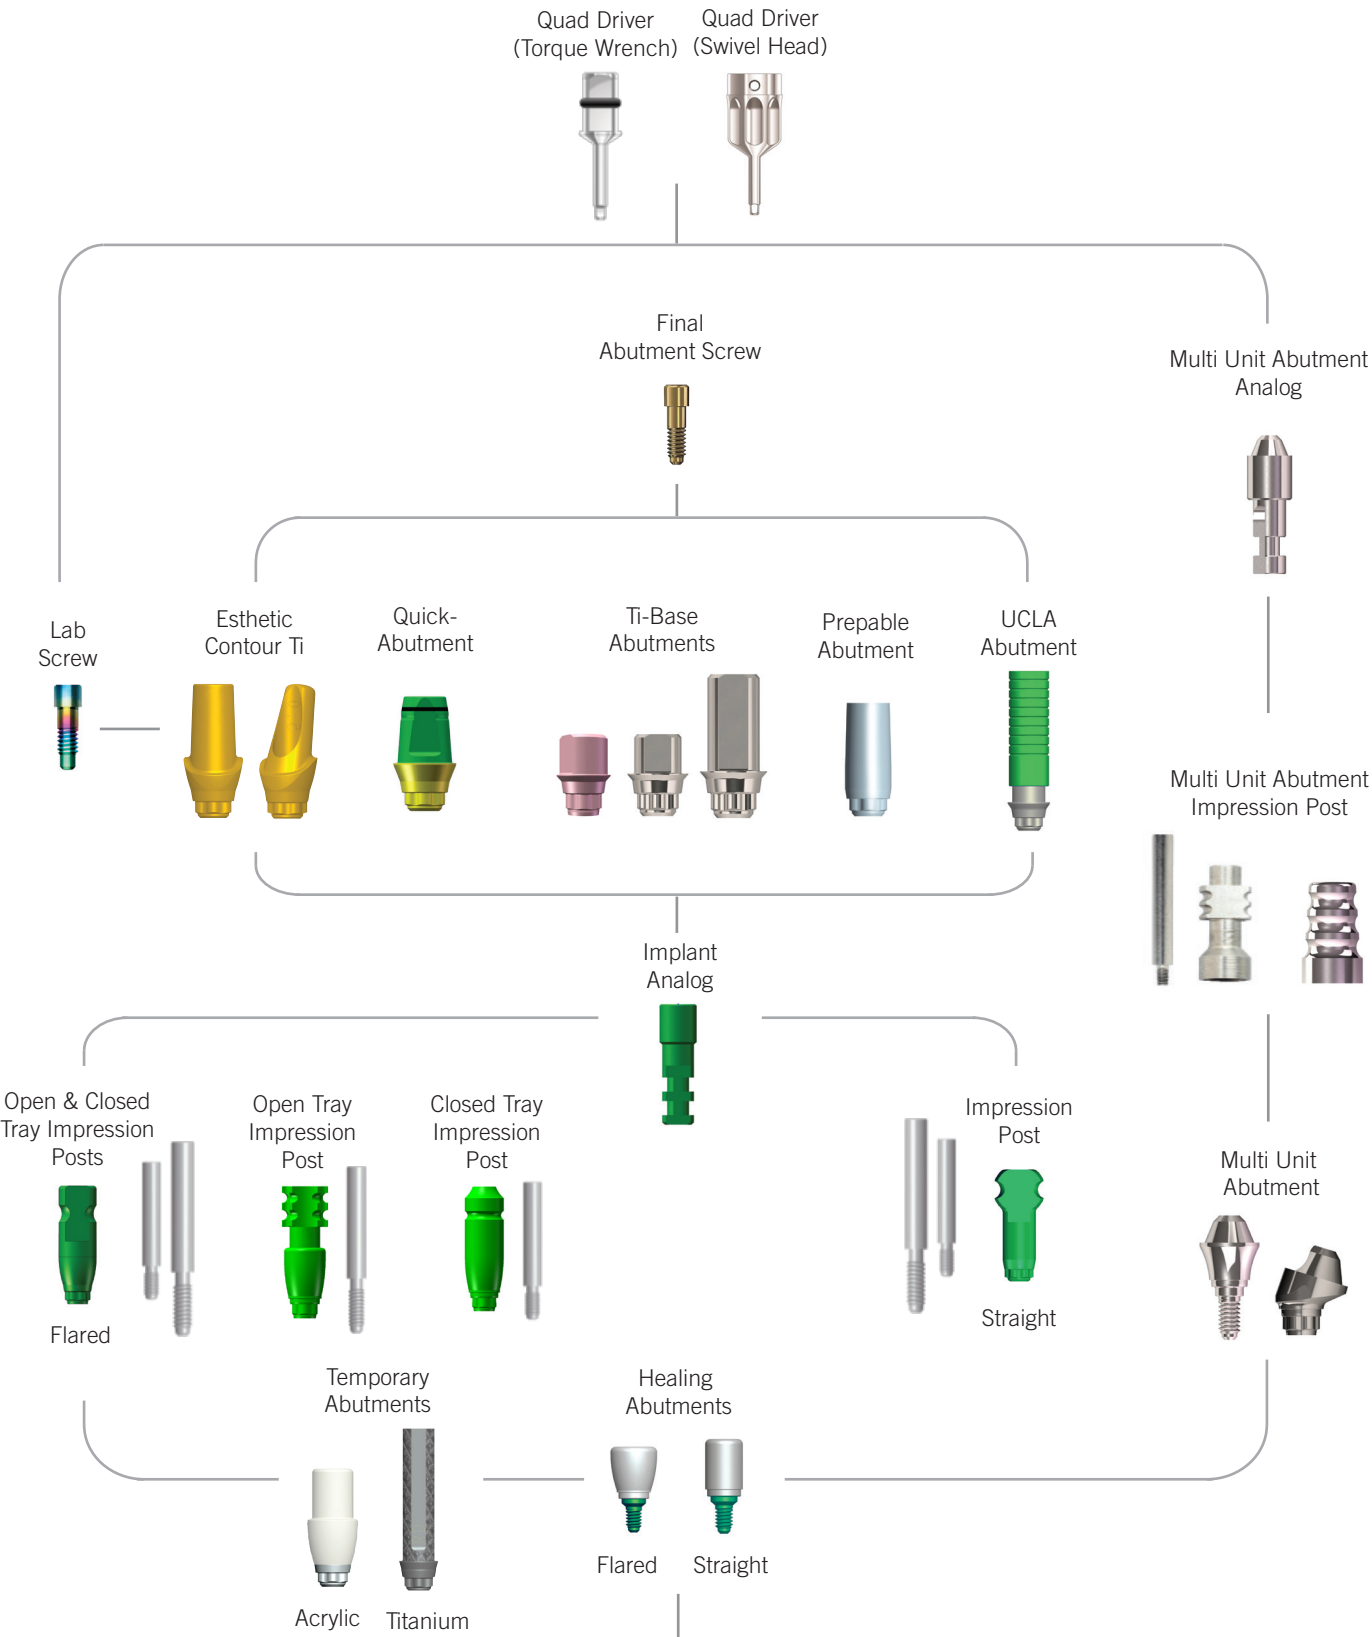 Quad Driver
(Torque Wrench)
Quad Driver
(Swivel Head)
Final
Abutment Screw
Multi Unit Abutment
Analog
Lab
Screw
Esthetic
Contour Ti
Quick-
Abutment
Ti-Base
Abutments
Prepable
Abutment
UCLA
Abutment
Multi Unit Abutment
Impression Post
Implant
Analog
Open & Closed
Tray Impression
Posts
Flared
Open Tray
Impression
Post
Closed Tray
Impression
Post
Impression
Post
Straight
Multi Unit
Abutment
Temporary
Abutments
Acrylic
Titanium
Healing
Abutments
Flared
Straight